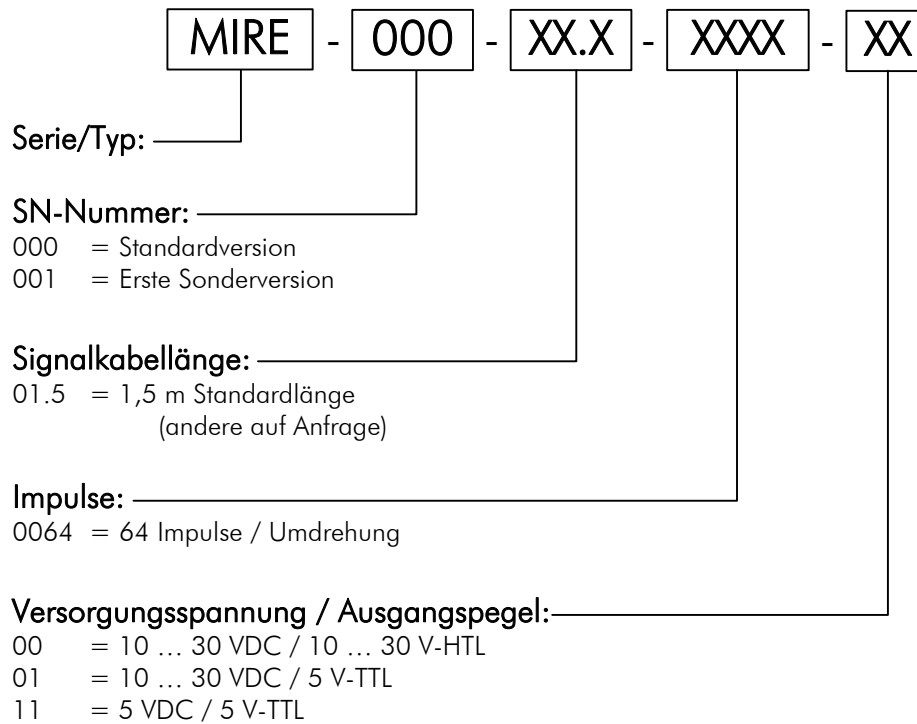 MIRE - 000 - XX.X - XXXX - XX
Serie/Typ:
SN-Nummer:
000 = Standardversion
001 = Erste Sonderversion
Signalkabellänge:
01.5 = 1,5 m Standardlänge
(andere auf Anfrage)
Impulse:
0064 = 64 Impulse / Umdrehung
Versorgungsspannung / Ausgangspegel:
00 = 10 ... 30 VDC / 10 ... 30 V-HTL
01 = 10 ... 30 VDC / 5 V-TTL
11 = 5 VDC / 5 V-TTL